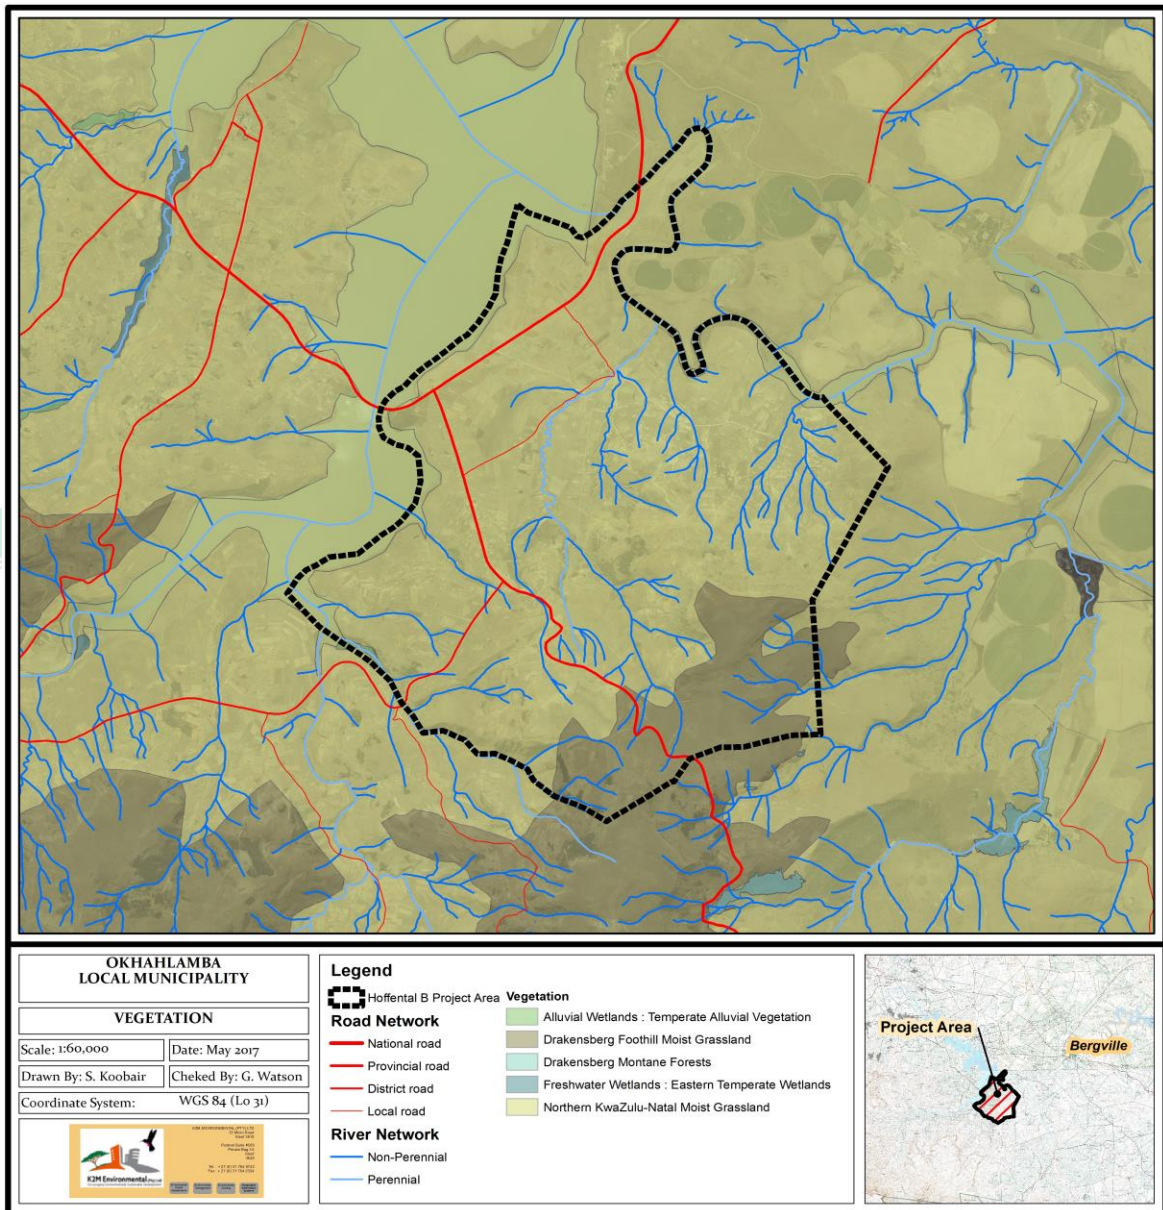 OKHAHLAMBA
LOCAL MUNICIPALITY
VEGETATION
Scale: 1:60,000
Date: May 2017
Drawn By: S. Koobair
Cheked By: G. Watson
Coordinate System: WGS 84 (Lo 31)
K2M Environmental (Pty) Ltd
Legend
Hoffental B Project Area
Road Network
National road
Provincial road
District road
Local road
River Network
Non-Perennial
Perennial
Vegetation
Alluvial Wetlands : Temperate Alluvial Vegetation
Drakensberg Foothill Moist Grassland
Drakensberg Montane Forests
Freshwater Wetlands : Eastern Temperate Wetlands
Northern KwaZulu-Natal Moist Grassland
Project Area
Bergville